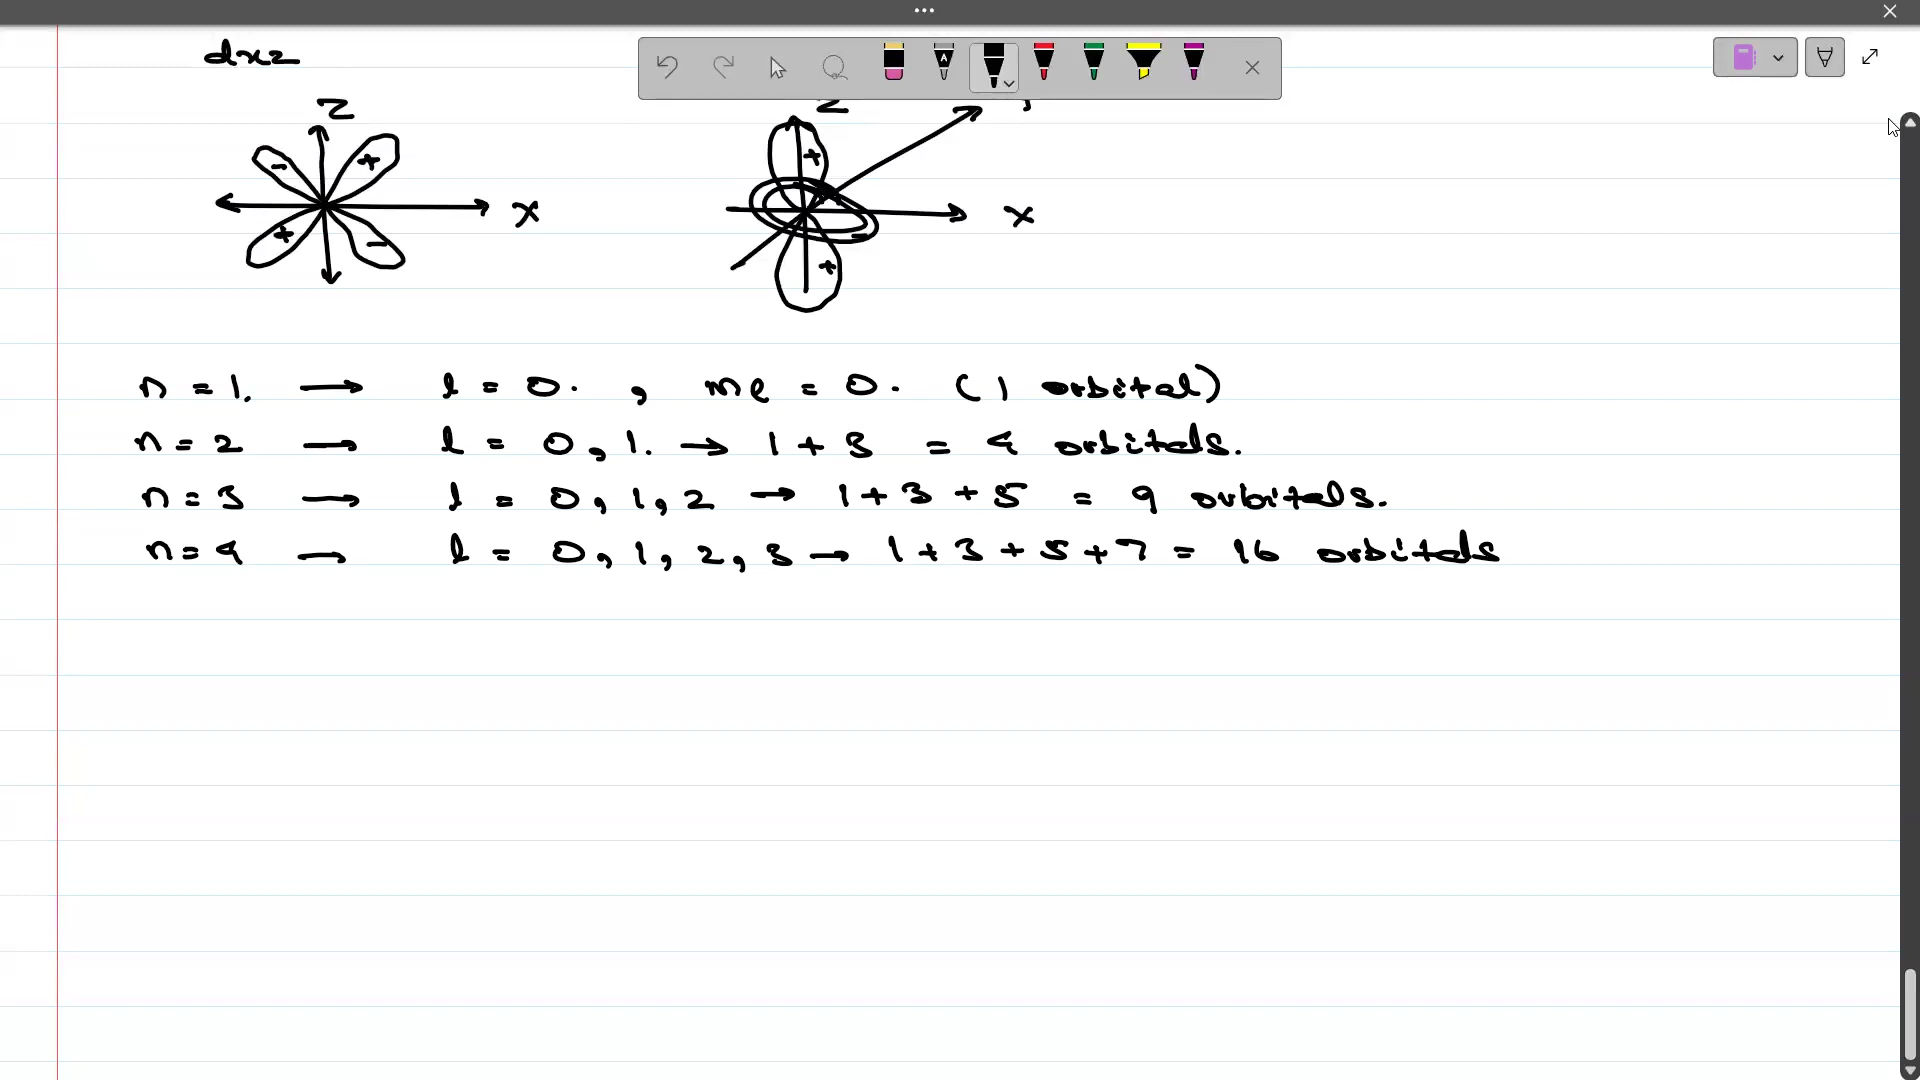 dxz
Z
+
-
+
-
X
Z
+
-
+
X
n = 1. → l = 0. , ml = 0. (1 orbital)
n = 2 → l = 0, 1. → 1 + 3 = 4 orbitals.
n = 3 → l = 0, 1, 2 → 1 + 3 + 5 = 9 orbitals.
n = 4 → l = 0, 1, 2, 3 → 1 + 3 + 5 + 7 = 16 orbitals